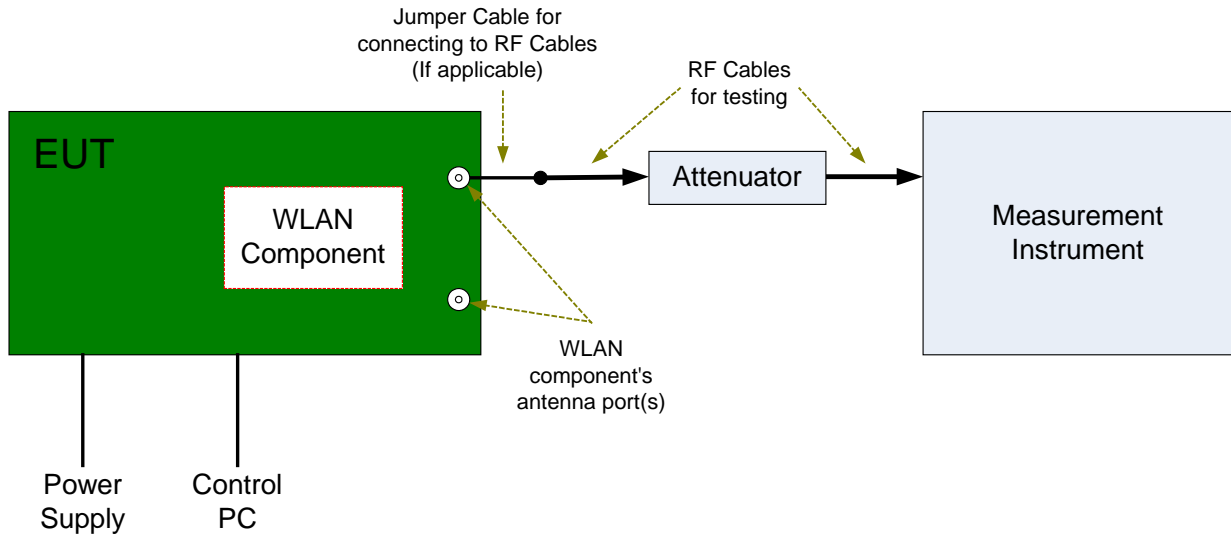 Jumper Cable for
connecting to RF Cables
(If applicable)
RF Cables
for testing
EUT
WLAN
Component
Attenuator
Measurement
Instrument
WLAN
component's
antenna port(s)
Power
Supply
Control
PC